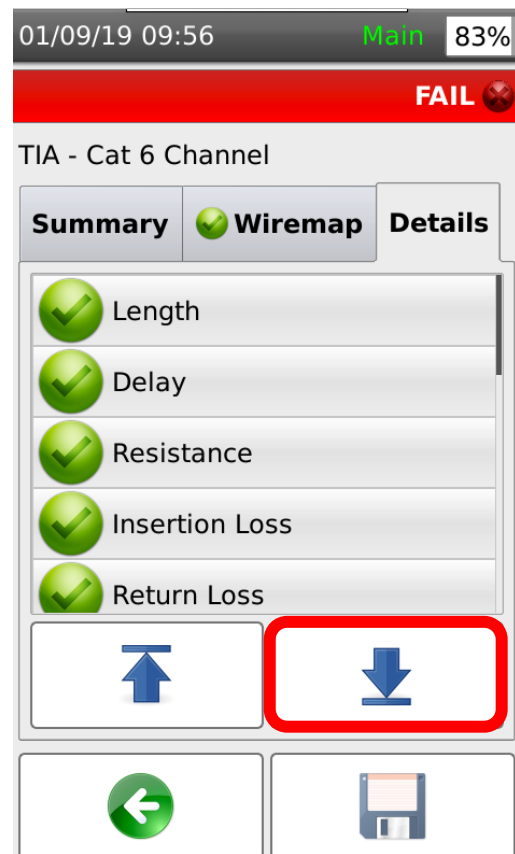 01/09/19 09:56 Main 83%
FAIL
TIA - Cat 6 Channel
Summary Wiremap Details
Length
Delay
Resistance
Insertion Loss
Return Loss